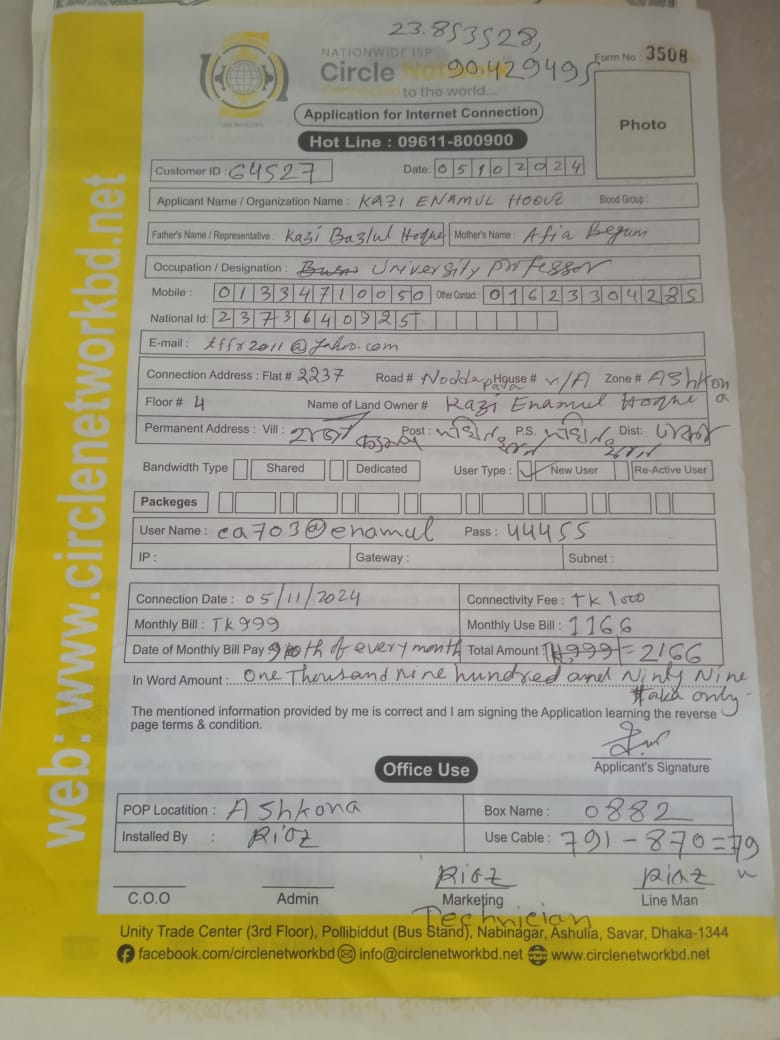 23.853528,
90.429495
NATIONWIDE ISP
Form No : 3508
Circle Network
Connected to the world....
Application for Internet Connection
Photo
Hot Line : 09611-800900
Customer ID : 64527 Date: 05102024
Applicant Name / Organization Name : KAZI ENAMUL HOQUE Blood Group :
Father's Name / Representative : Kazi Bazlul Hoque Mother's Name : Afia Begum
Occupation / Designation : University Professor
Mobile : 01334710050 Other Contact : 01623304285
National Id: 2373640925
E-mail : tffr2011@yahoo.com
Connection Address : Flat # 2237 Road # Noddapara House # n/A Zone # Ashkona
Floor # 4 Name of Land Owner # Kazi Enamul Hoque
Permanent Address : Vill : Post : P.S. Dist:
Bandwidth Type Shared Dedicated User Type : New User Re-Active User
Packeges
User Name : ca703@enamul Pass : 44455
IP : Gateway : Subnet :
Connection Date : 05/11/2024 Connectivity Fee : TK 1000
Monthly Bill : TK 999 Monthly Use Bill : 1166
Date of Monthly Bill Pay th of every month Total Amount : 1,999 = 2166
In Word Amount : One Thousand Nine hundred and Ninty Nine
taka only-
The mentioned information provided by me is correct and I am signing the Application learning the reverse
page terms & condition.
Applicant's Signature
Office Use
POP Locatition : Ashkona Box Name : 0882
Installed By : Rioz Use Cable : 791-870=79
Rioz Riaz
C.O.O Admin Marketing Line Man
Technician
Unity Trade Center (3rd Floor), Pollibiddut (Bus Stand), Nabinagar, Ashulia, Savar, Dhaka-1344
facebook.com/circlenetworkbd info@circlenetworkbd.net www.circlenetworkbd.net
web: www.circlenetworkbd.net